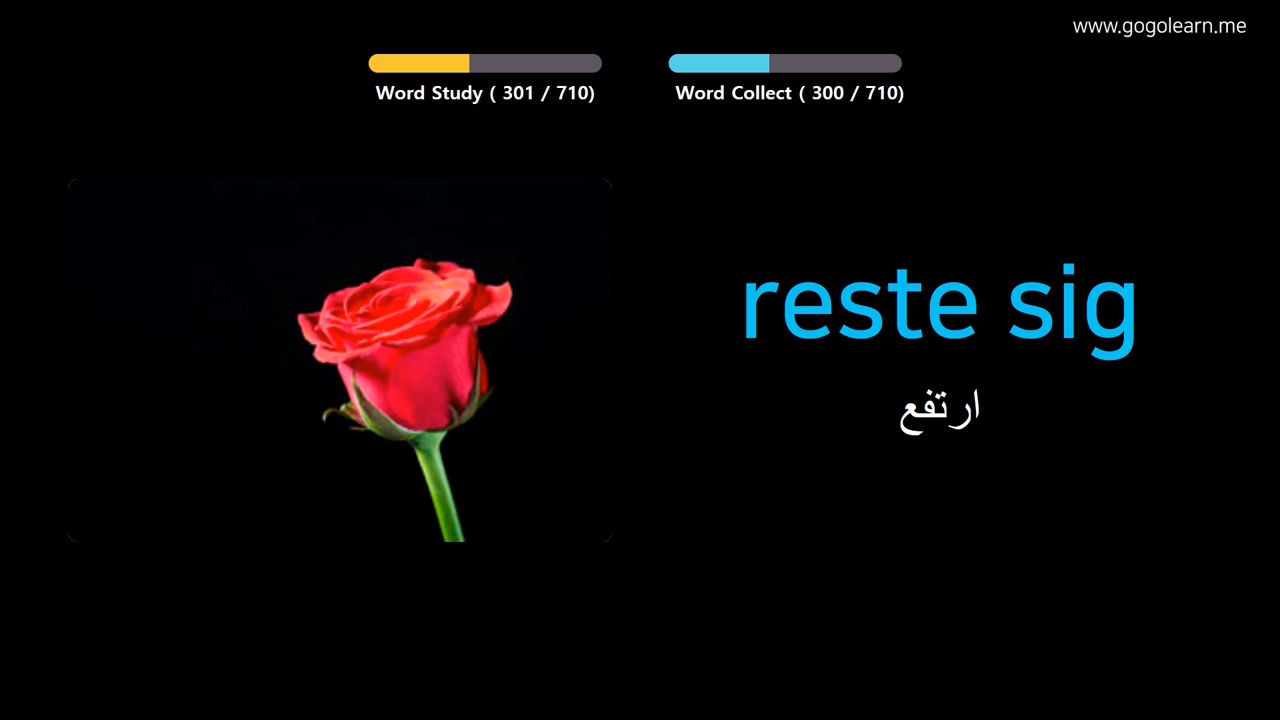 www.gogolearn.me
Word Study ( 301 / 710)
Word Collect ( 300 / 710)
reste sig
ارتفع